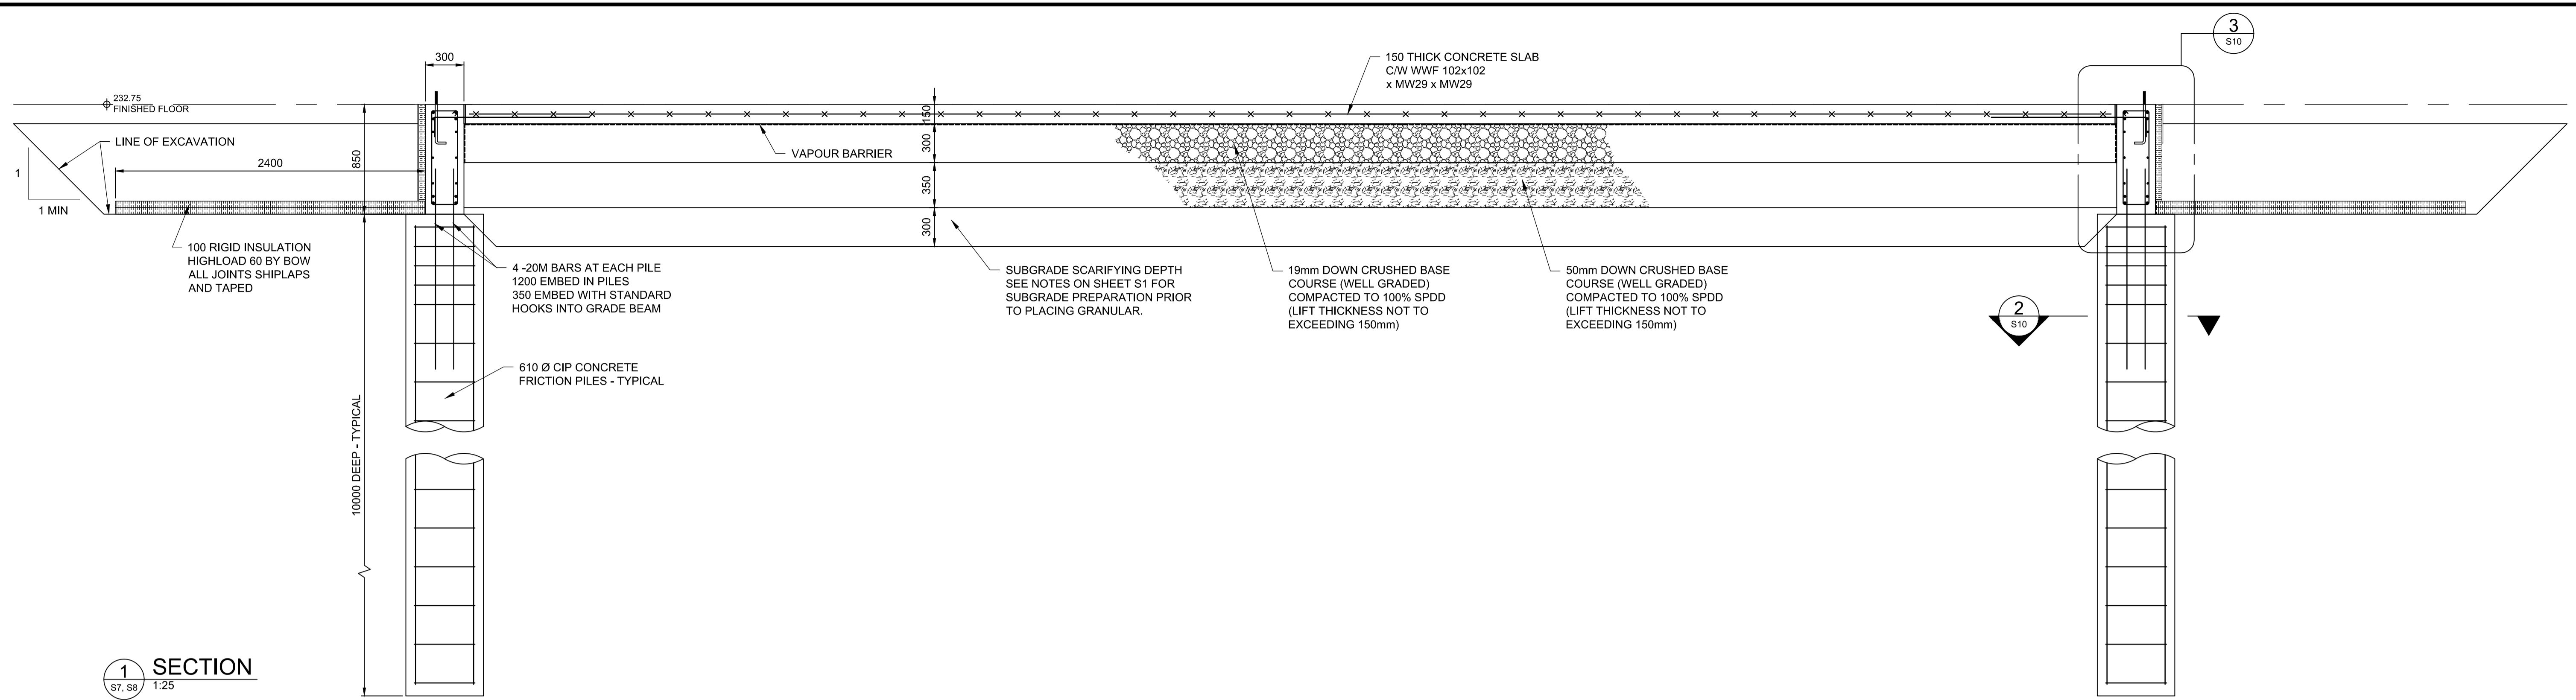 3
S10
300
150 THICK CONCRETE SLAB
C/W WWF 102x102
x MW29 x MW29
232.75
FINISHED FLOOR
150
LINE OF EXCAVATION
VAPOUR BARRIER
300
850
2400
1
1 MIN
350
300
100 RIGID INSULATION
HIGHLOAD 60 BY BOW
ALL JOINTS SHIPLAPS
AND TAPED
4 -20M BARS AT EACH PILE
1200 EMBED IN PILES
350 EMBED WITH STANDARD
HOOKS INTO GRADE BEAM
SUBGRADE SCARIFYING DEPTH
SEE NOTES ON SHEET S1 FOR
SUBGRADE PREPARATION PRIOR
TO PLACING GRANULAR.
19mm DOWN CRUSHED BASE
COURSE (WELL GRADED)
COMPACTED TO 100% SPDD
(LIFT THICKNESS NOT TO
EXCEEDING 150mm)
50mm DOWN CRUSHED BASE
COURSE (WELL GRADED)
COMPACTED TO 100% SPDD
(LIFT THICKNESS NOT TO
EXCEEDING 150mm)
2
S10
610 Ø CIP CONCRETE
FRICTION PILES - TYPICAL
10000 DEEP - TYPICAL
1
S7, S8
SECTION
1:25